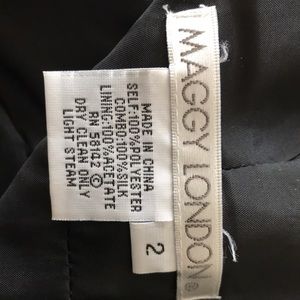 MAGGY LONDON®
MADE IN CHINA
SELF:100%POLYESTER
COMBO:100%SILK
LINING:100%ACETATE
RN 58742 ©
DRY CLEAN ONLY
LIGHT STEAM
2